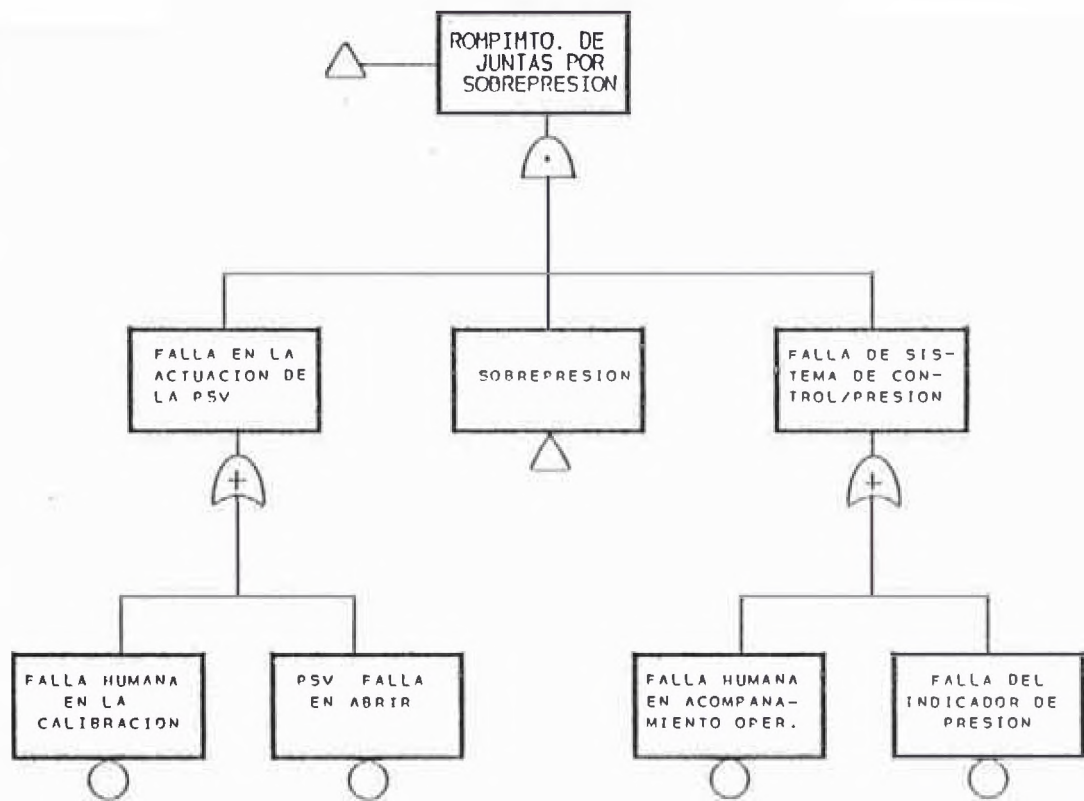 ROMPIMTO. DE
JUNTAS POR
SOBREPRESION
FALLA EN LA
ACTUACION DE
LA PSV
SOBREPRESION
FALLA DE SIS-
TEMA DE CON-
TROL/PRESION
+
+
FALLA HUMANA
EN LA
CALIBRACION
PSV FALLA
EN ABRIR
FALLA HUMANA
EN ACOMPANA-
MIENTO OPER.
FALLA DEL
INDICADOR DE
PRESION